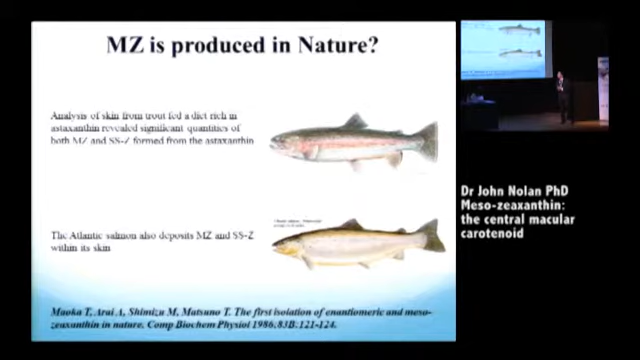 MZ is produced in Nature?
Analysis of skin from trout fed a diet rich in
astaxanthin revealed significant quantities of
both MZ and SS-Z formed from the astaxanthin
The Atlantic salmon also deposits MZ and SS-Z
within its skin
Maoka T, Arai A, Shimizu M, Matsuno T. The first isolation of enantiomeric and meso-
zeaxanthin in nature. Comp Biochem Physiol 1986;83B:121-124.
Dr John Nolan PhD
Meso-zeaxanthin:
the central macular
carotenoid